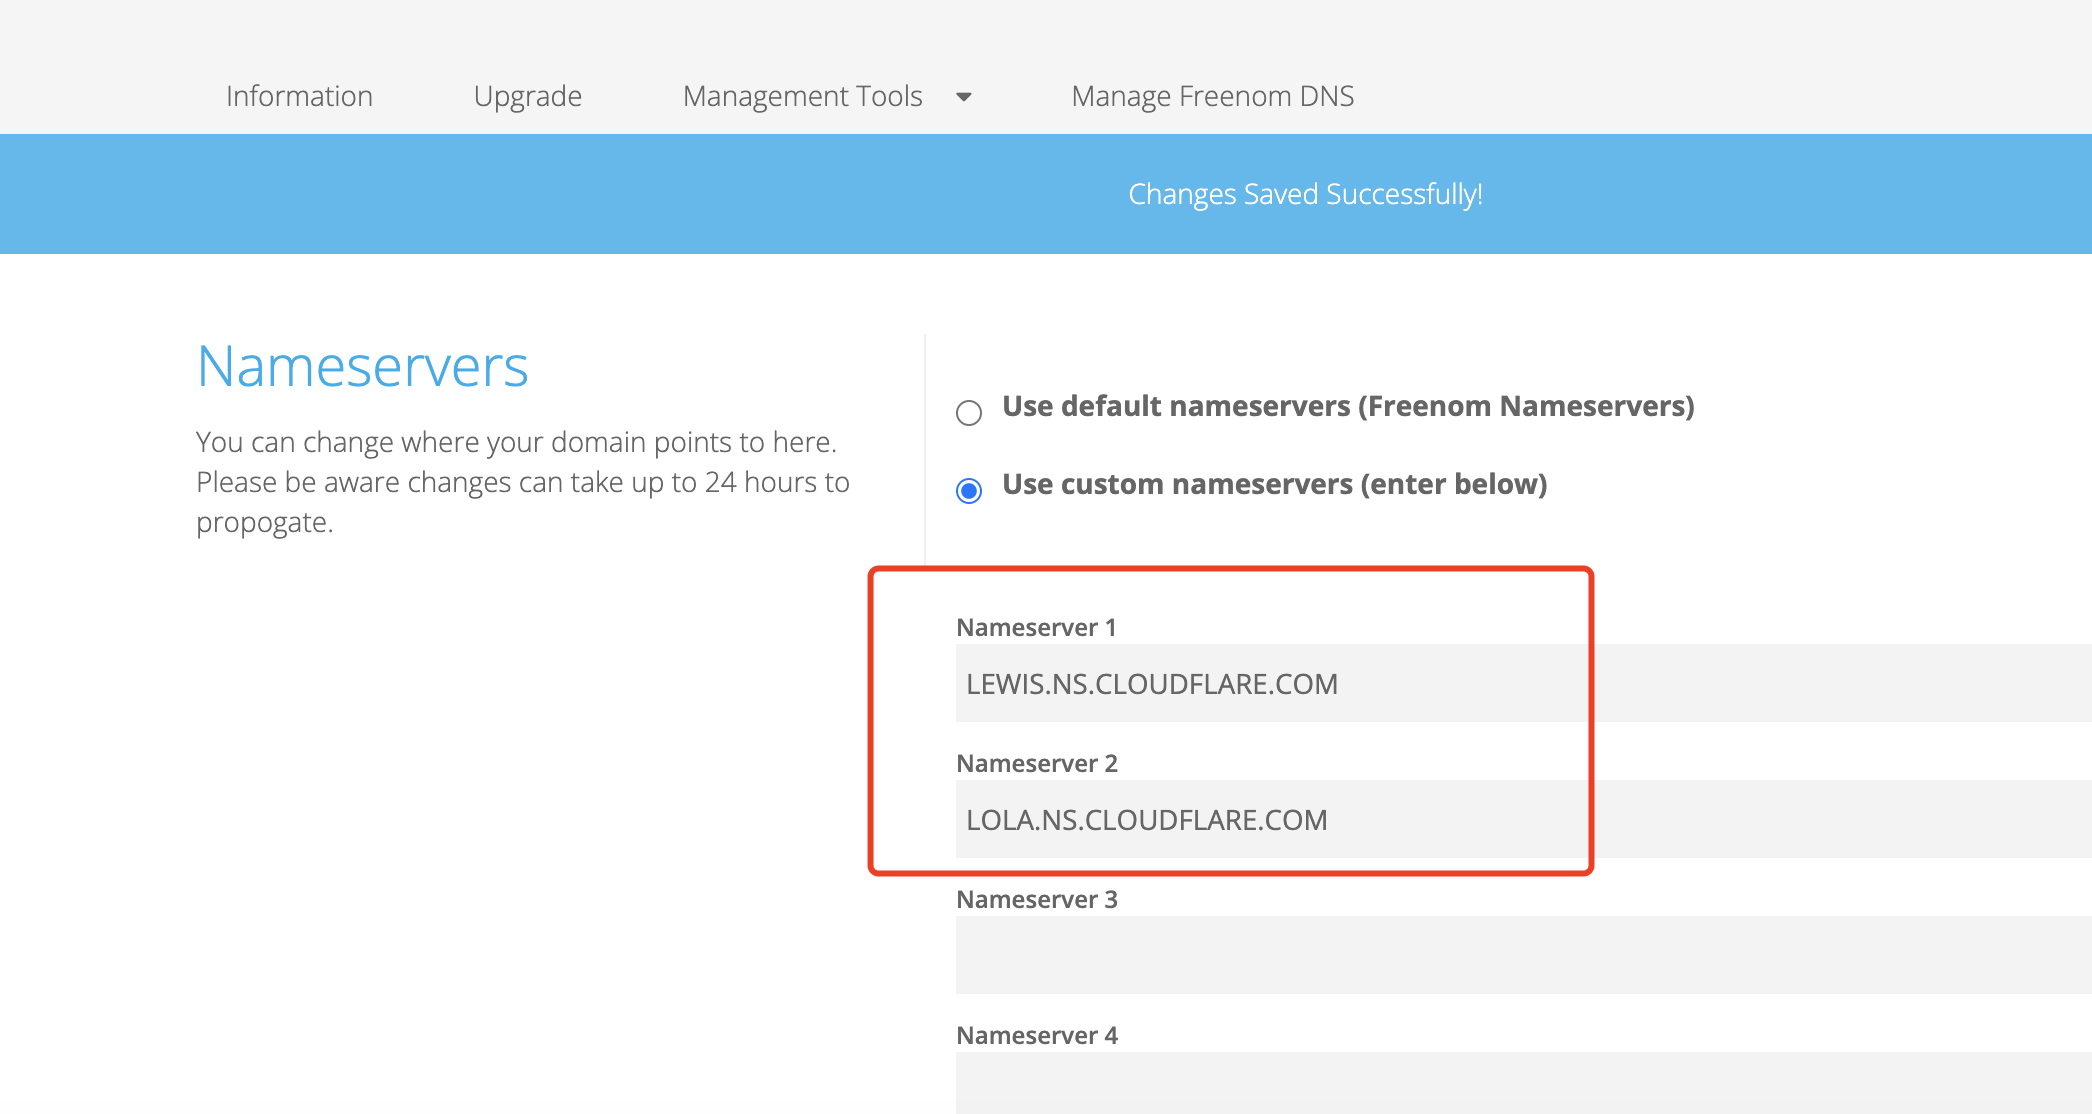 Information Upgrade Management Tools Manage Freenom DNS
Changes Saved Successfully!
Nameservers
You can change where your domain points to here.
Please be aware changes can take up to 24 hours to
propogate.
Use default nameservers (Freenom Nameservers)
Use custom nameservers (enter below)
Nameserver 1
LEWIS.NS.CLOUDFLARE.COM
Nameserver 2
LOLA.NS.CLOUDFLARE.COM
Nameserver 3
Nameserver 4